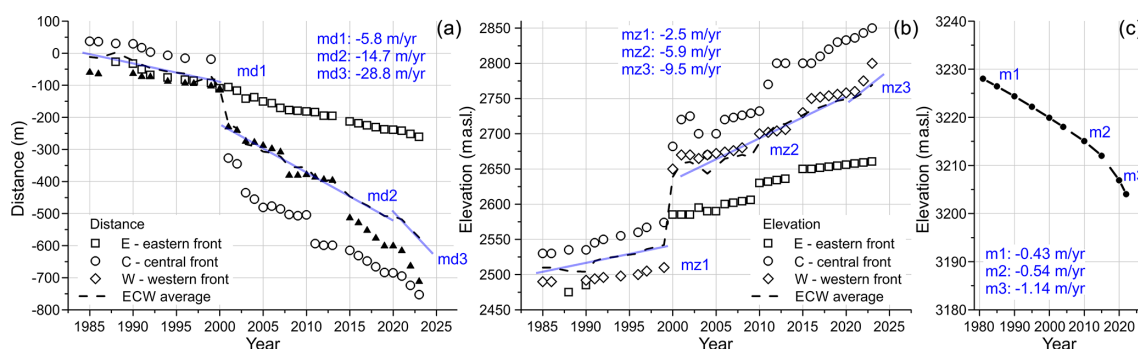 (a)
md1: -5.8 m/yr
md2: -14.7 m/yr
md3: -28.8 m/yr
md1
md2
md3
Distance
E - eastern front
C - central front
W - western front
ECW average
100
0
-100
-200
-300
-400
-500
-600
-700
-800
Distance (m)
1985 1990 1995 2000 2005 2010 2015 2020 2025
Year
(b)
mz1: -2.5 m/yr
mz2: -5.9 m/yr
mz3: -9.5 m/yr
mz3
mz2
mz1
Elevation
E - eastern front
C - central front
W - western front
ECW average
2850
2800
2750
2700
2650
2600
2550
2500
2450
Elevation (m a.s.l.)
1985 1990 1995 2000 2005 2010 2015 2020 2025
Year
(c)
m1
m2
m3
m1: -0.43 m/yr
m2: -0.54 m/yr
m3: -1.14 m/yr
3240
3230
3220
3210
3200
3190
3180
Elevation (m a.s.l.)
1980 1990 2000 2010 2020
Year